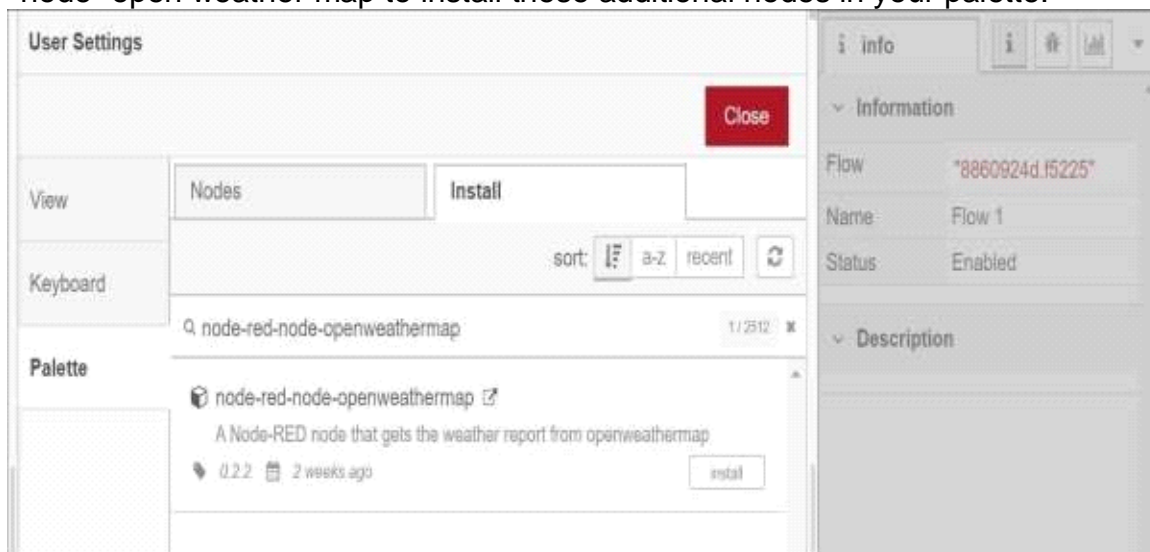 node- open weather map to install these additional nodes in your palette.
User Settings
Close
View
Keyboard
Palette
Nodes
Install
sort: a-z recent
node-red-node-openweathermap
1 / 2512 ×
node-red-node-openweathermap
A Node-RED node that gets the weather report from openweathermap
0.2.2 2 weeks ago
install
i info
Information
Flow "8860924d.f5225"
Name Flow 1
Status Enabled
Description